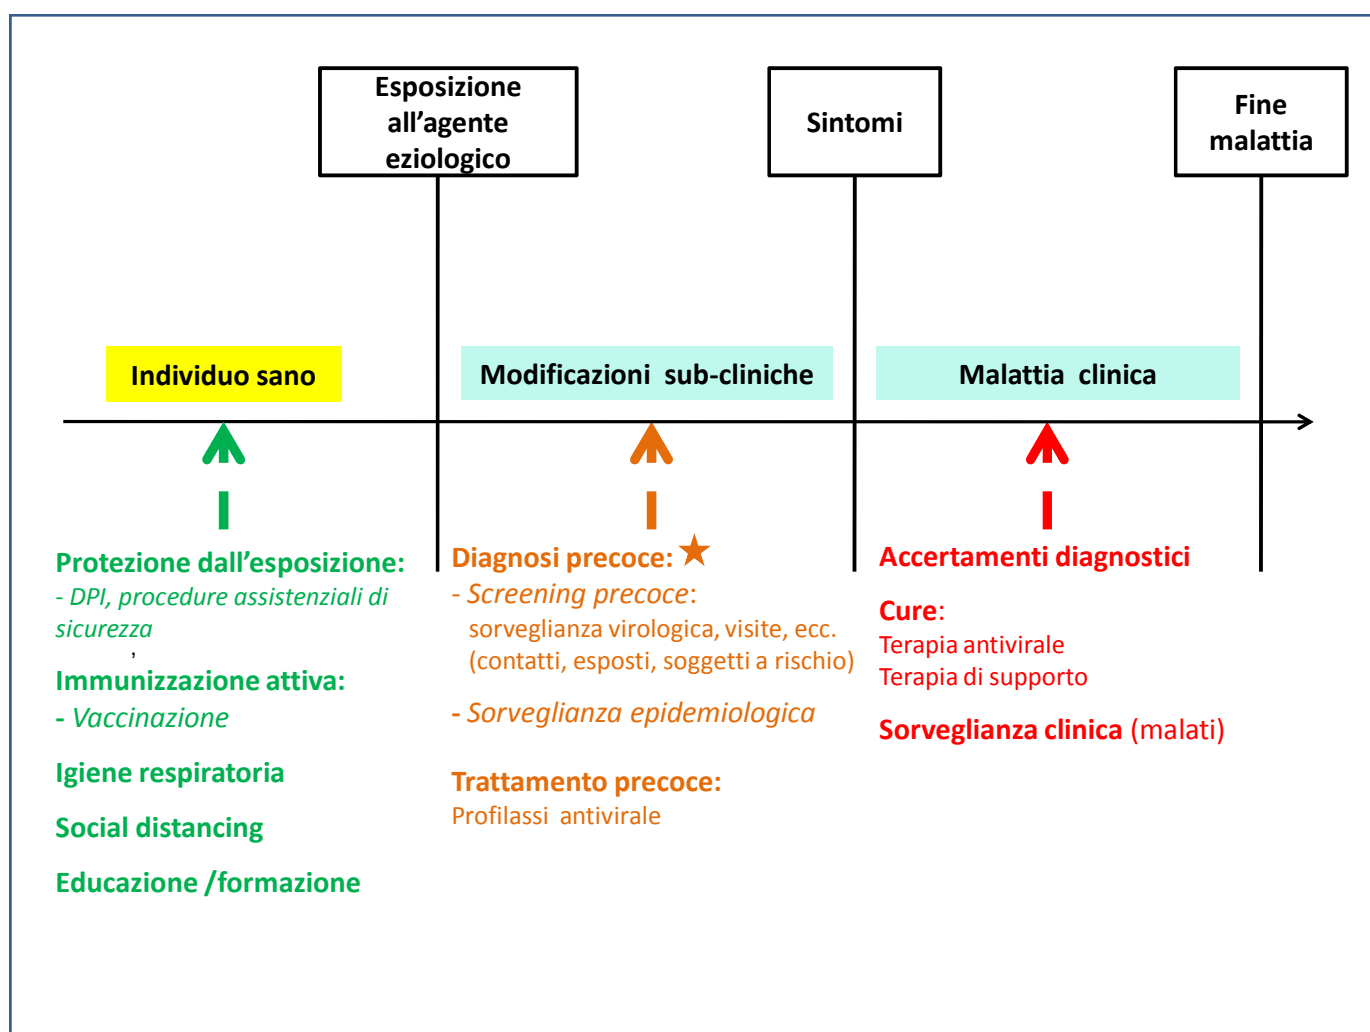 Esposizione
all’agente
eziologico
Sintomi
Fine
malattia
Individuo sano
Modificazioni sub-cliniche
Malattia clinica
Protezione dall’esposizione:
- DPI, procedure assistenziali di
sicurezza
,
Immunizzazione attiva:
- Vaccinazione
Igiene respiratoria
Social distancing
Educazione /formazione
Diagnosi precoce:
- Screening precoce:
sorveglianza virologica, visite, ecc.
(contatti, esposti, soggetti a rischio)
- Sorveglianza epidemiologica
Trattamento precoce:
Profilassi antivirale
Accertamenti diagnostici
Cure:
Terapia antivirale
Terapia di supporto
Sorveglianza clinica (malati)